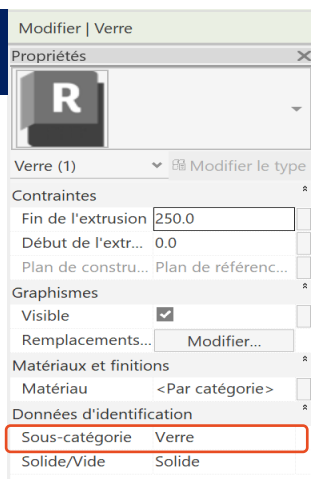 Modifier | Verre
Propriétés
R
Verre (1) Modifier le type
Contraintes
Fin de l'extrusion 250.0
Début de l'extr... 0.0
Plan de constru... Plan de référenc...
Graphismes
Visible
Remplacements... Modifier...
Matériaux et finitions
Matériau <Par catégorie>
Données d'identification
Sous-catégorie Verre
Solide/Vide Solide